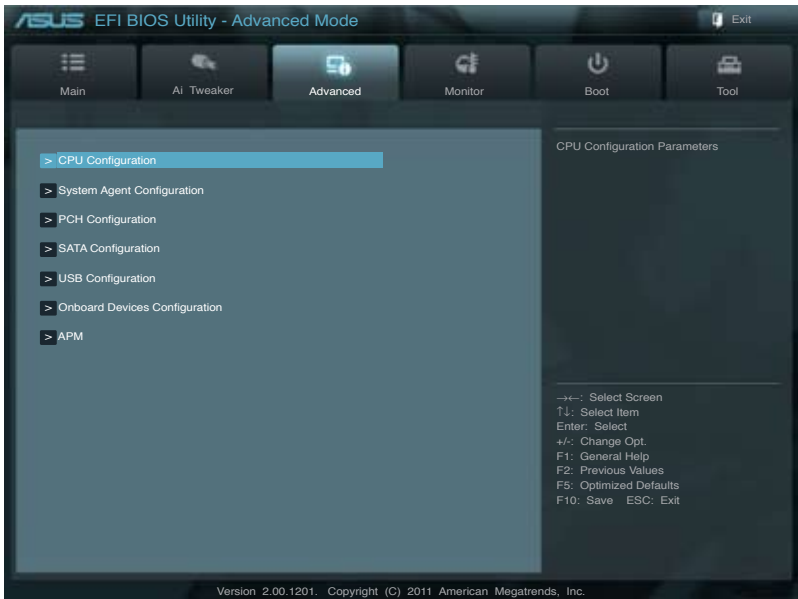 ASUS EFI BIOS Utility - Advanced Mode
Exit
Main
Ai Tweaker
Advanced
Monitor
Boot
Tool
> CPU Configuration
> System Agent Configuration
> PCH Configuration
> SATA Configuration
> USB Configuration
> Onboard Devices Configuration
> APM
CPU Configuration Parameters
→←: Select Screen
↑↓: Select Item
Enter: Select
+/-: Change Opt.
F1: General Help
F2: Previous Values
F5: Optimized Defaults
F10: Save ESC: Exit
Version 2.00.1201. Copyright (C) 2011 American Megatrends, Inc.